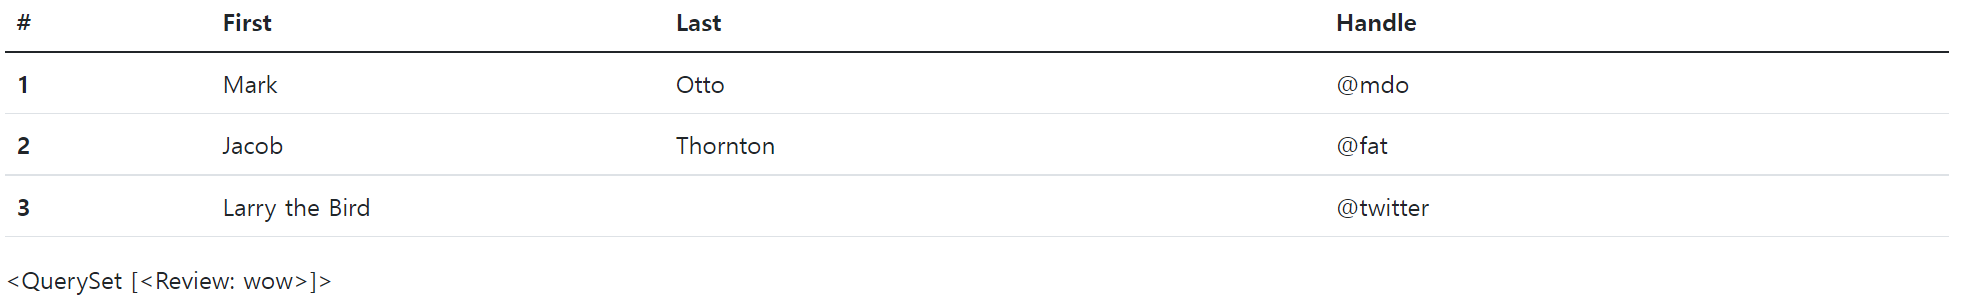 # First Last Handle
1 Mark Otto @mdo
2 Jacob Thornton @fat
3 Larry the Bird @twitter
<QuerySet [<Review: wow>]>